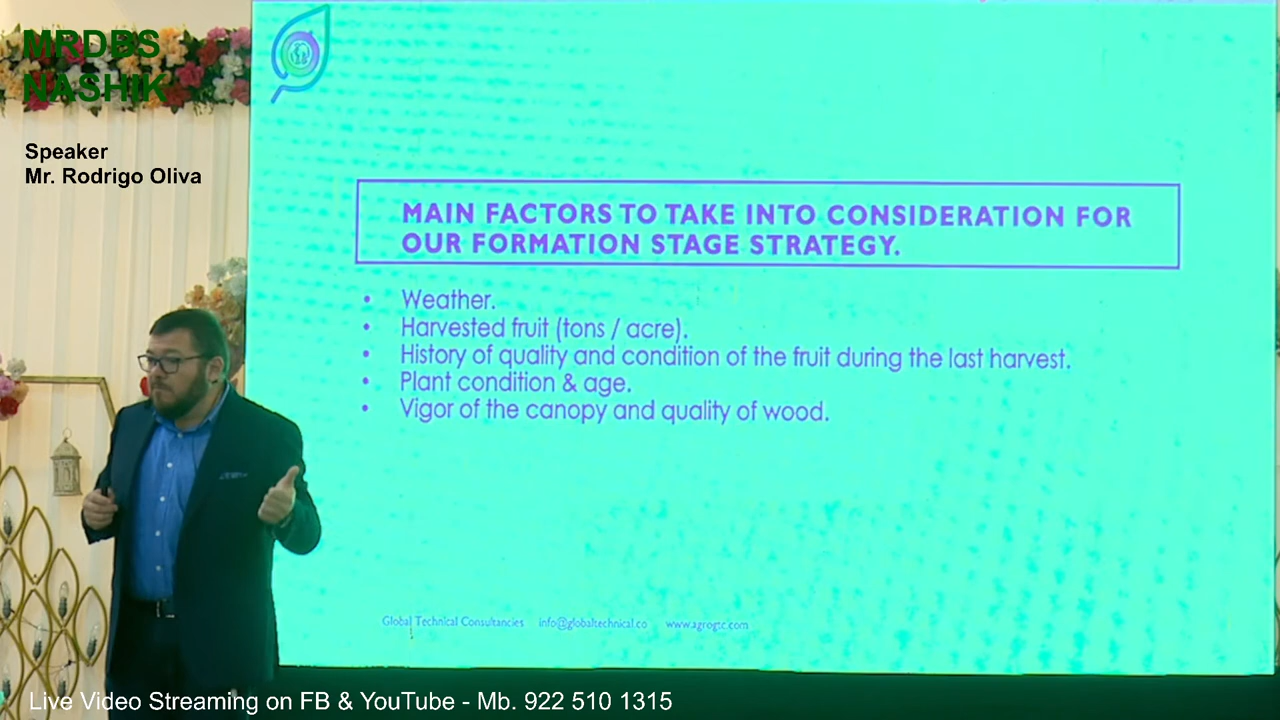 MRDBS
NASHIK
Speaker
Mr. Rodrigo Oliva
MAIN FACTORS TO TAKE INTO CONSIDERATION FOR
OUR FORMATION STAGE STRATEGY.
• Weather.
• Harvested fruit (tons / acre).
• History of quality and condition of the fruit during the last harvest.
• Plant condition & age.
• Vigor of the canopy and quality of wood.
Global Technical Consultancies info@globaltechnical.co www.agrogtc.com
Live Video Streaming on FB & YouTube - Mb. 922 510 1315